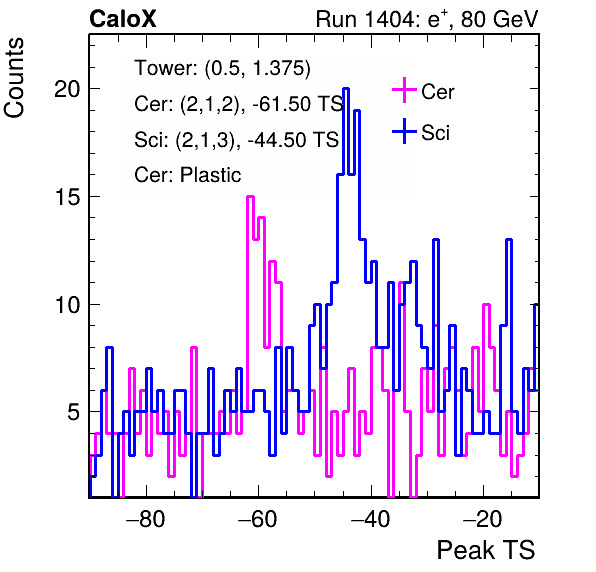 CaloX Run 1404: e⁺, 80 GeV
Counts
Tower: (0.5, 1.375)
Cer: (2,1,2), -61.50 TS
Sci: (2,1,3), -44.50 TS
Cer: Plastic
Cer
Sci
20
15
10
5
−80 −60 −40 −20
Peak TS